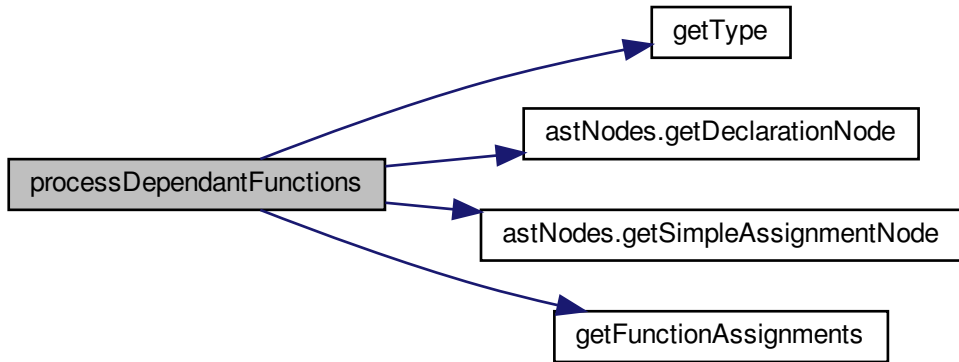 getType
astNodes.getDeclarationNode
processDependantFunctions
astNodes.getSimpleAssignmentNode
getFunctionAssignments